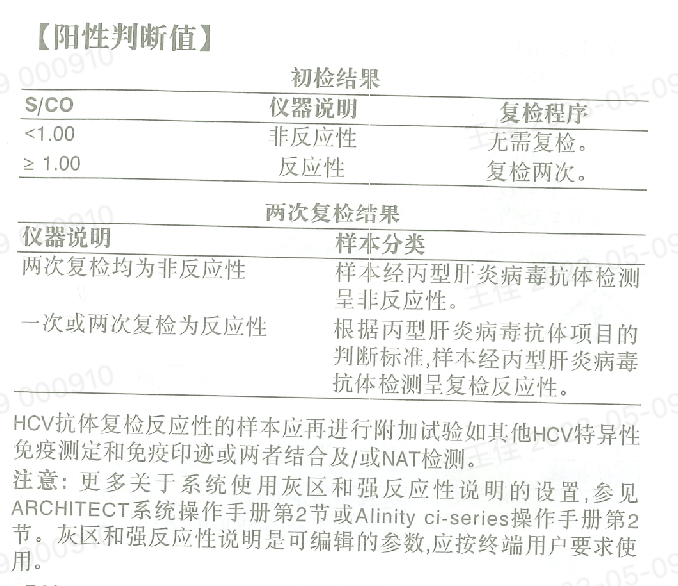 【阳性判断值】
初检结果
S/CO 仪器说明 复检程序
<1.00 非反应性 无需复检。
≥ 1.00 反应性 复检两次。
两次复检结果
仪器说明 样本分类
两次复检均为非反应性 样本经丙型肝炎病毒抗体检测
呈非反应性。
一次或两次复检为反应性 根据丙型肝炎病毒抗体项目的
判断标准,样本经丙型肝炎病毒
抗体检测呈复检反应性。
HCV抗体复检反应性的样本应再进行附加试验如其他HCV特异性
免疫测定和免疫印迹或两者结合及/或NAT检测。
注意: 更多关于系统使用灰区和强反应性说明的设置,参见
ARCHITECT系统操作手册第2节或Alinity ci-series操作手册第2
节。灰区和强反应性说明是可编辑的参数,应按终端用户要求使
用。